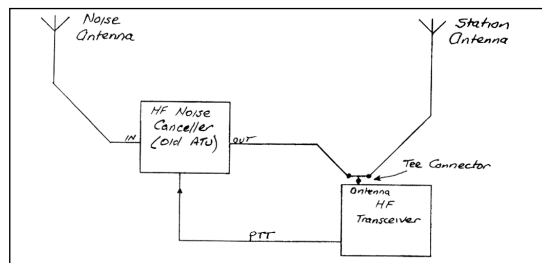 Noise
Antenna
Station
Antenna
HF Noise
Canceller
(Old ATU)
IN
OUT
Tee Connector
Antenna
HF
Transceiver
PTT